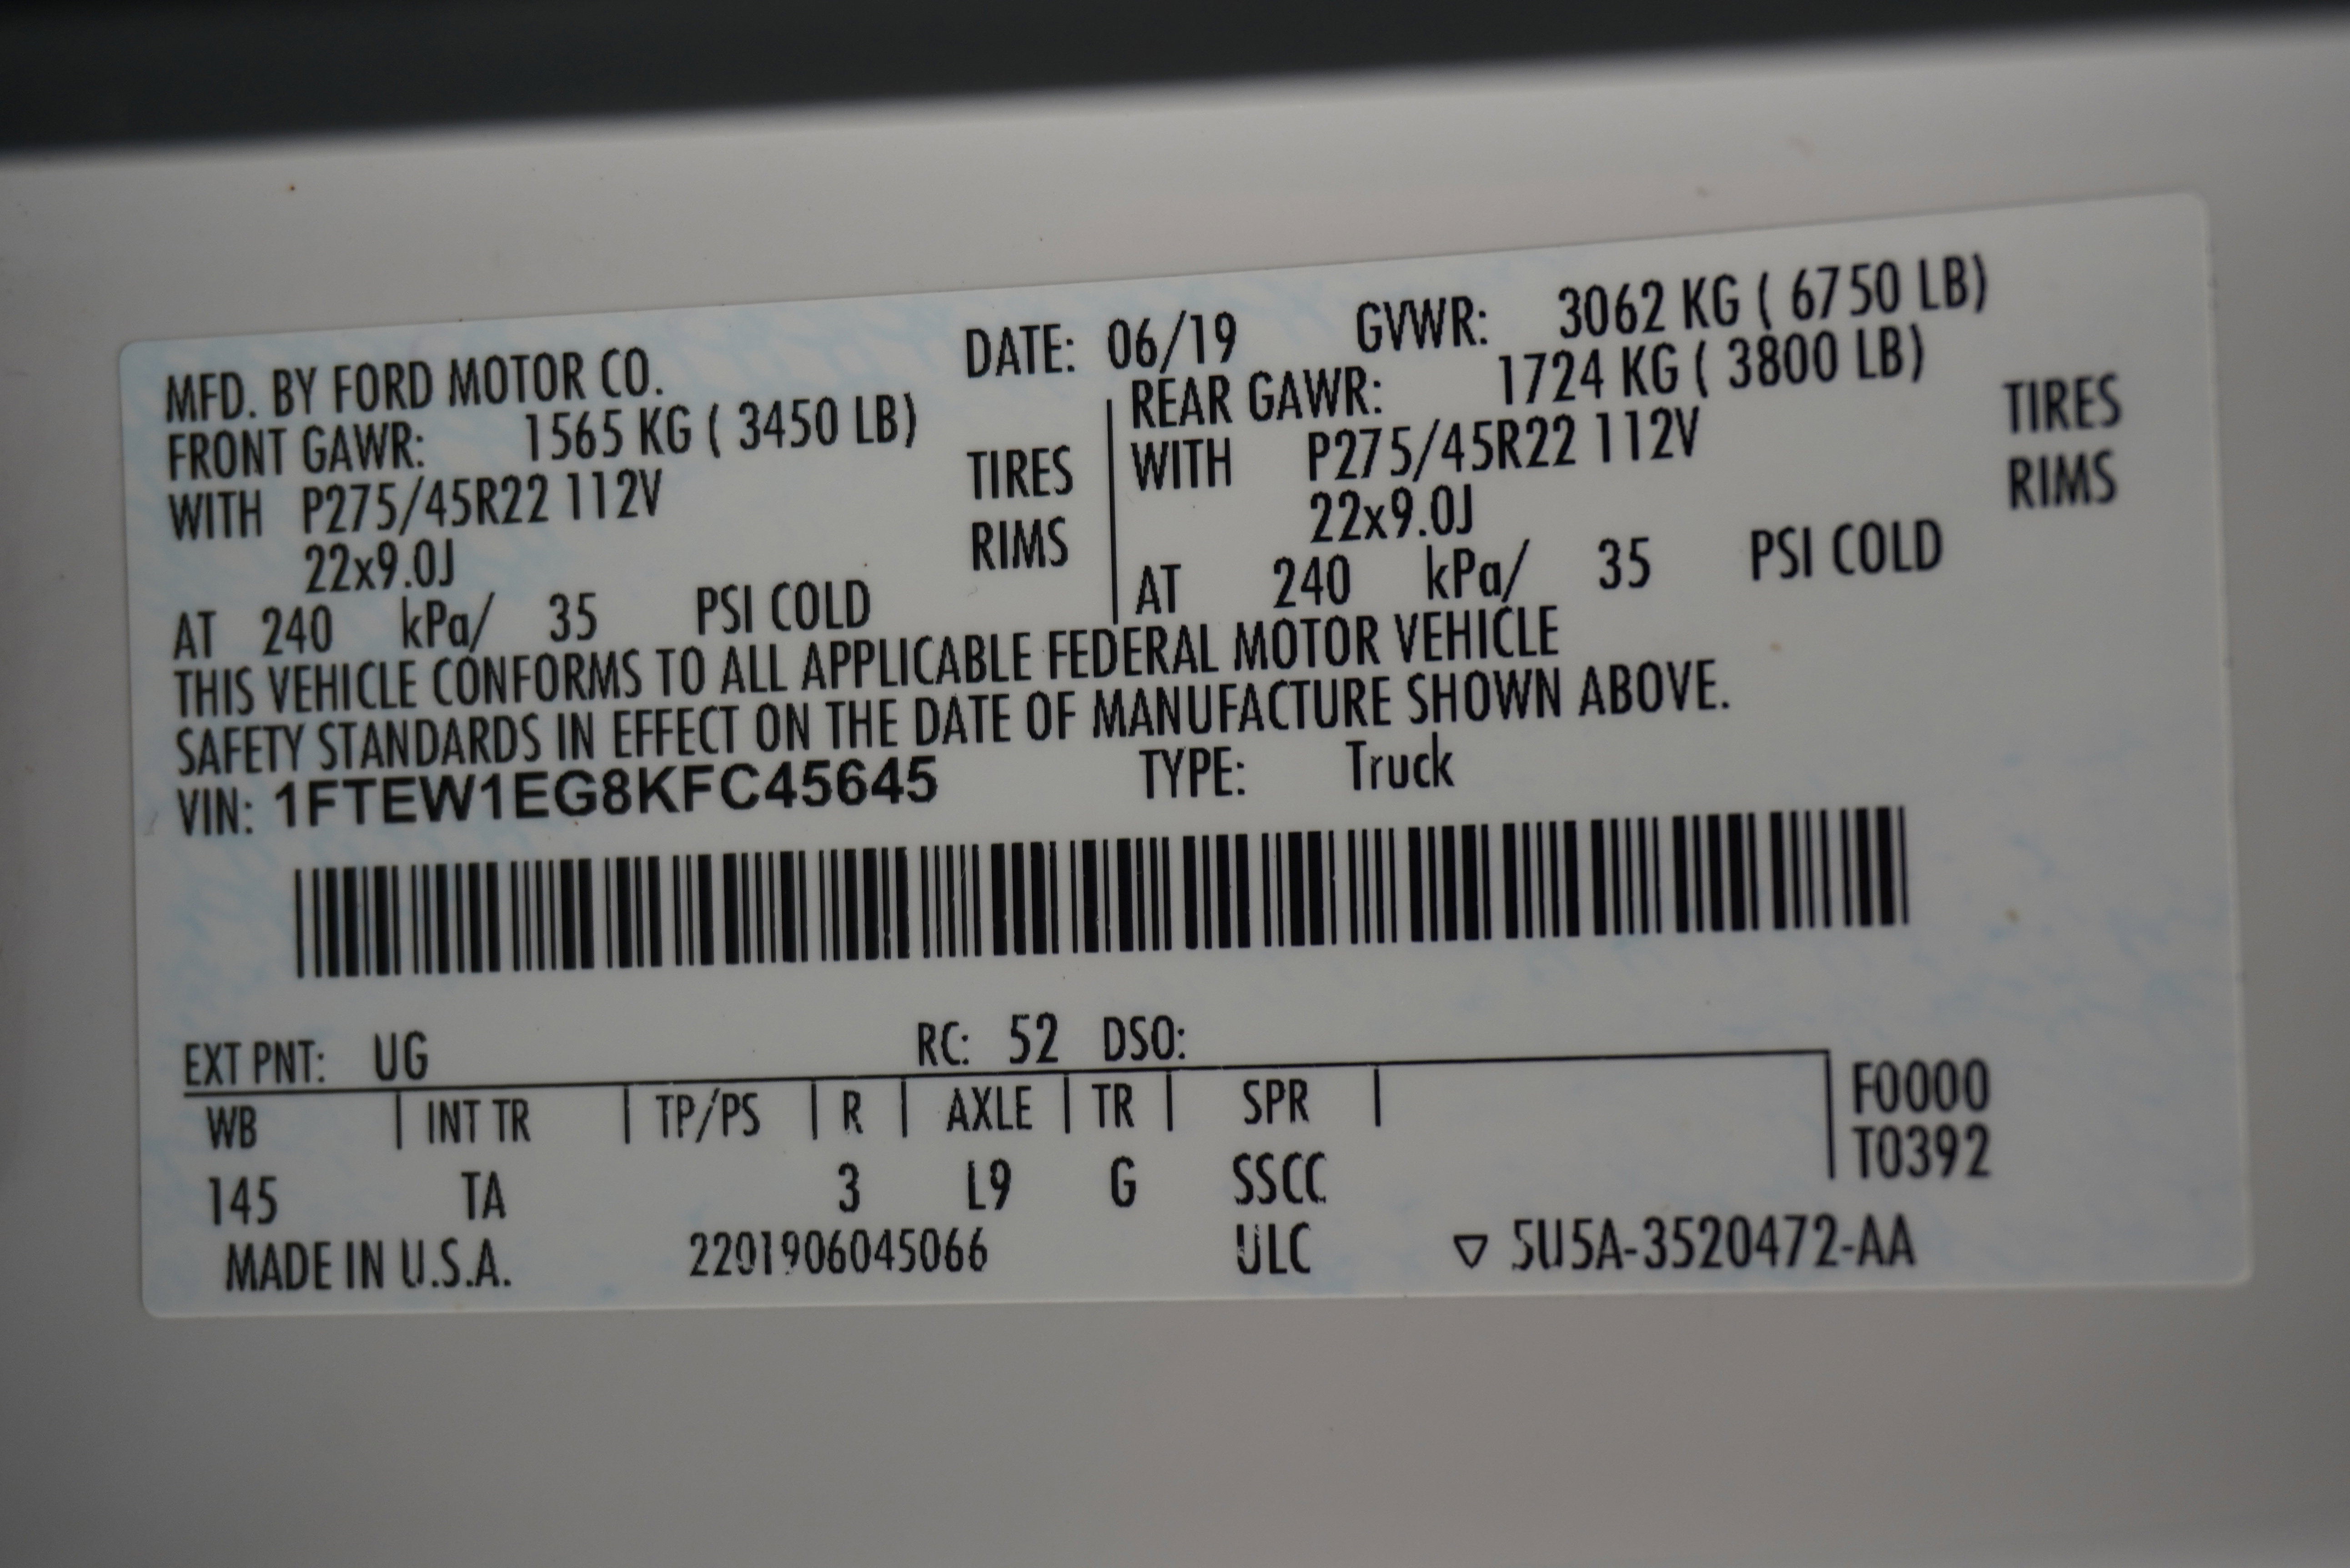 MFD. BY FORD MOTOR CO. DATE: 06/19 GVWR: 3062 KG ( 6750 LB)
FRONT GAWR: 1565 KG ( 3450 LB) REAR GAWR: 1724 KG ( 3800 LB)
WITH P275/45R22 112V TIRES WITH P275/45R22 112V TIRES
22x9.0J RIMS 22x9.0J RIMS
AT 240 kPa/ 35 PSI COLD AT 240 kPa/ 35 PSI COLD
THIS VEHICLE CONFORMS TO ALL APPLICABLE FEDERAL MOTOR VEHICLE
SAFETY STANDARDS IN EFFECT ON THE DATE OF MANUFACTURE SHOWN ABOVE.
VIN: 1FTEW1EG8KFC45645 TYPE: Truck
EXT PNT: UG RC: 52 DSO:
WB | INT TR | TP/PS | R | AXLE | TR | SPR | F0000
T0392
145 TA 3 L9 G SSCC
MADE IN U.S.A. 2201906045066 ULC ▽ 5U5A-3520472-AA